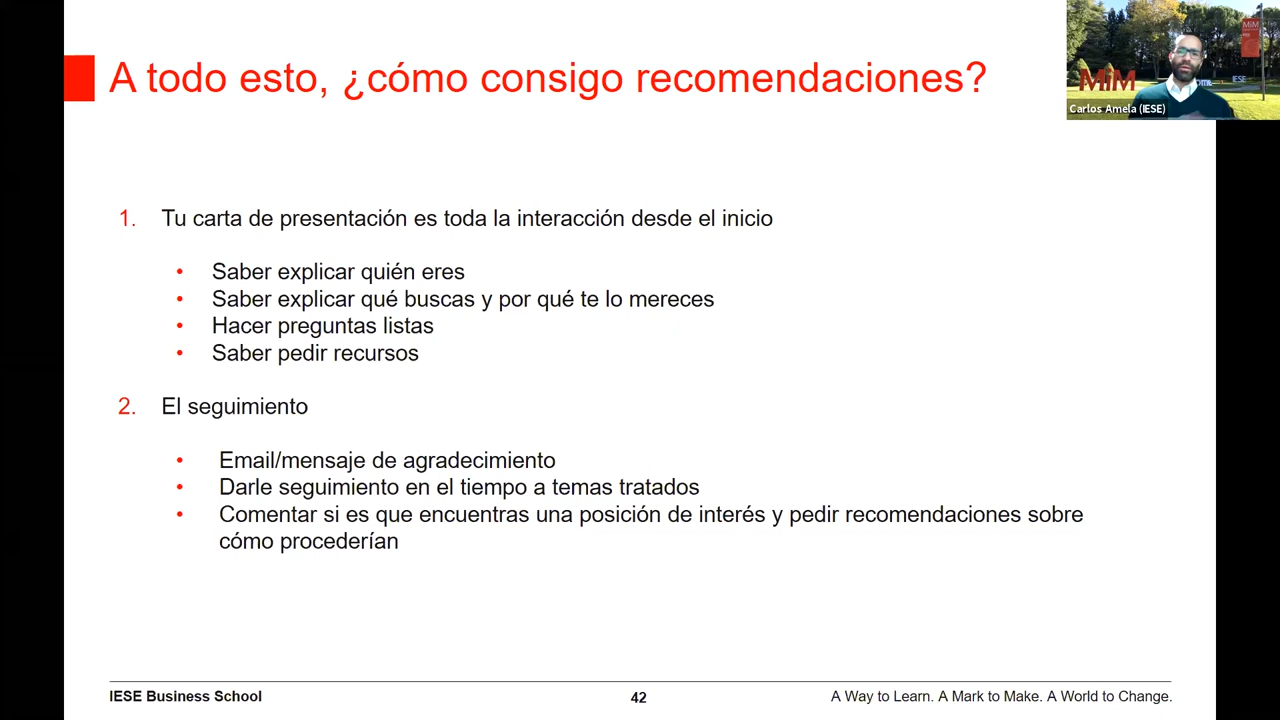 A todo esto, ¿cómo consigo recomendaciones?
MiM
MiM
IESE
Carlos Amela (IESE)
1. Tu carta de presentación es toda la interacción desde el inicio
• Saber explicar quién eres
• Saber explicar qué buscas y por qué te lo mereces
• Hacer preguntas listas
• Saber pedir recursos
2. El seguimiento
• Email/mensaje de agradecimiento
• Darle seguimiento en el tiempo a temas tratados
• Comentar si es que encuentras una posición de interés y pedir recomendaciones sobre
cómo procederían
IESE Business School
42
A Way to Learn. A Mark to Make. A World to Change.